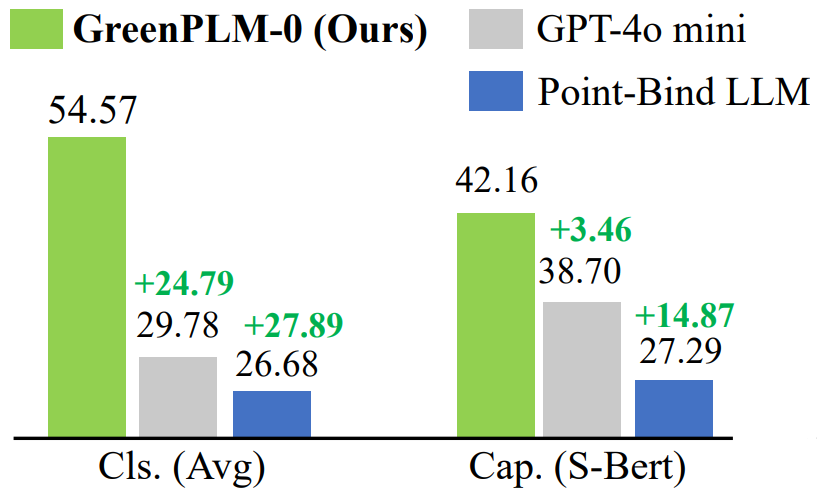 GreenPLM-0 (Ours)
GPT-4o mini
Point-Bind LLM
54.57
+24.79
29.78
+27.89
26.68
42.16
+3.46
38.70
+14.87
27.29
Cls. (Avg)
Cap. (S-Bert)